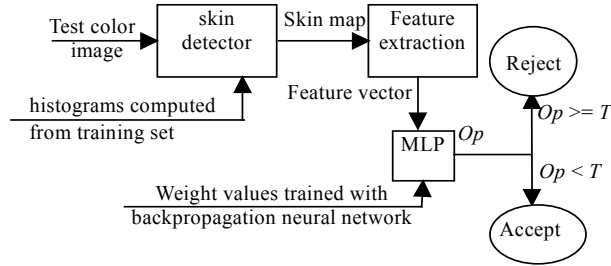 Test color
image
skin
detector
Skin map
Feature
extraction
Reject
histograms computed
from training set
Feature vector
MLP
Op
Op >= T
Op < T
Weight values trained with
backpropagation neural network
Accept